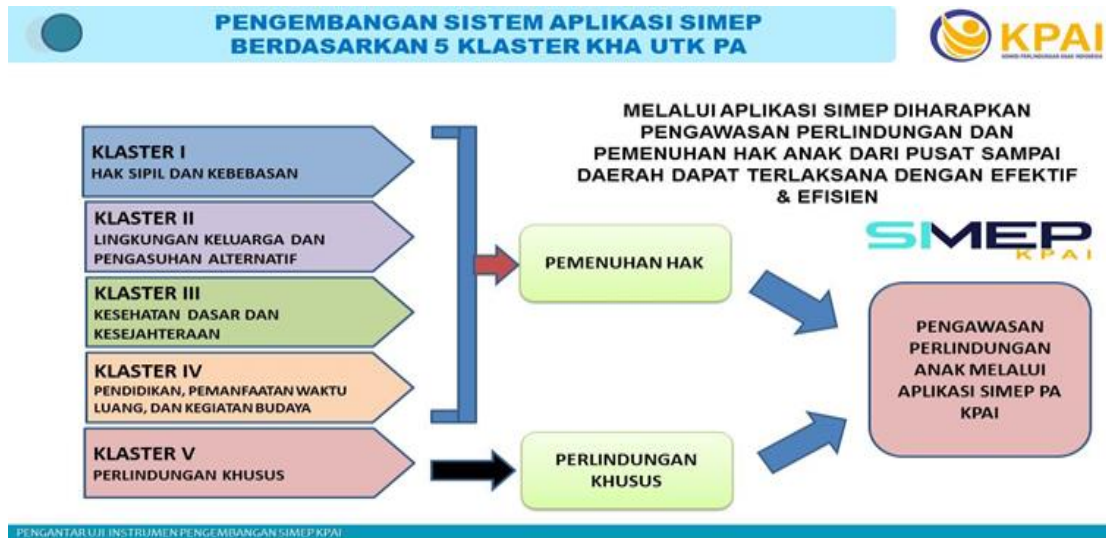 PENGEMBANGAN SISTEM APLIKASI SIMEP
BERDASARKAN 5 KLASTER KHA UTK PA
KPAI
KOMISI PERLINDUNGAN ANAK INDONESIA
MELALUI APLIKASI SIMEP DIHARAPKAN
PENGAWASAN PERLINDUNGAN DAN
PEMENUHAN HAK ANAK DARI PUSAT SAMPAI
DAERAH DAPAT TERLAKSANA DENGAN EFEKTIF
& EFISIEN
KLASTER I
HAK SIPIL DAN KEBEBASAN
KLASTER II
LINGKUNGAN KELUARGA DAN
PENGASUHAN ALTERNATIF
KLASTER III
KESEHATAN DASAR DAN
KESEJAHTERAAN
KLASTER IV
PENDIDIKAN, PEMANFAATAN WAKTU
LUANG, DAN KEGIATAN BUDAYA
KLASTER V
PERLINDUNGAN KHUSUS
PEMENUHAN HAK
PERLINDUNGAN
KHUSUS
SIMEP
KPAI
PENGAWASAN
PERLINDUNGAN
ANAK MELALUI
APLIKASI SIMEP PA
KPAI
PENGANTAR UJI INSTRUMEN PENGEMBANGAN SIMEP KPAI